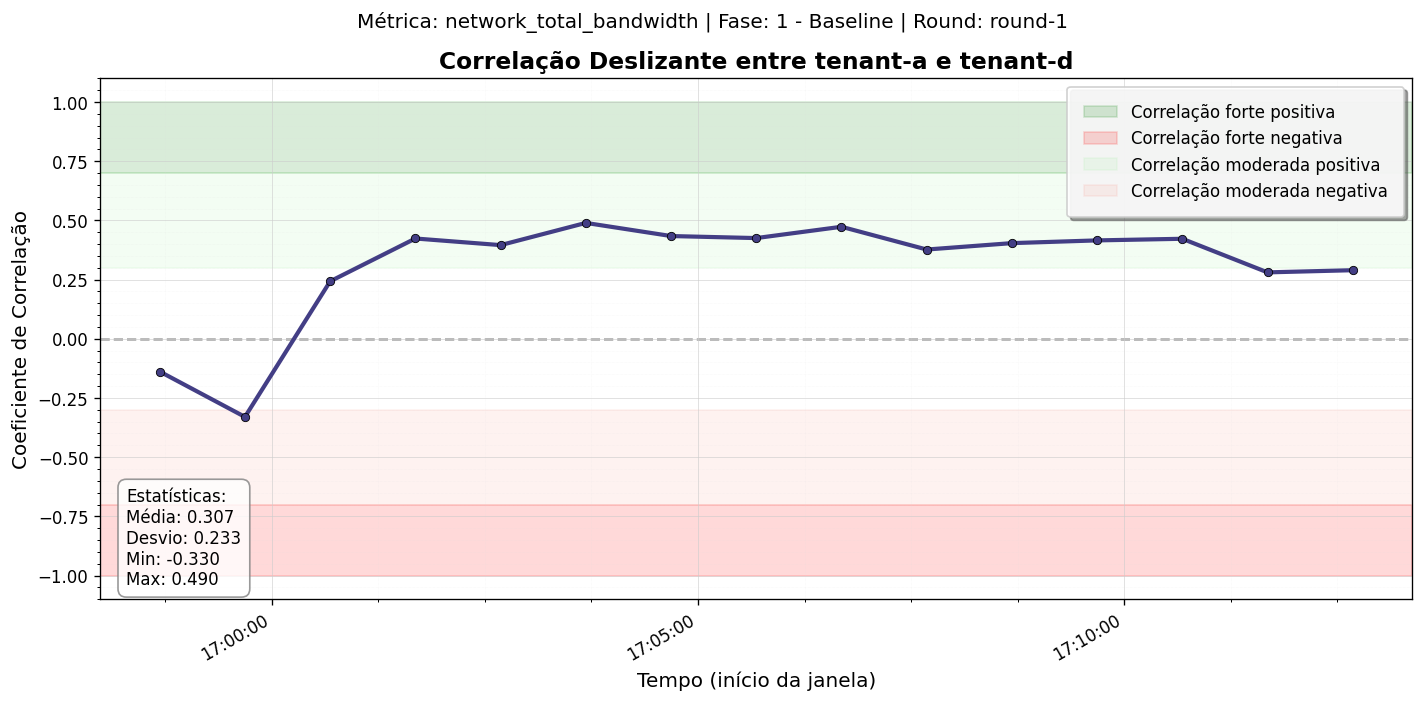 Métrica: network_total_bandwidth | Fase: 1 - Baseline | Round: round-1
Correlação Deslizante entre tenant-a e tenant-d
Correlação forte positiva
Correlação forte negativa
Correlação moderada positiva
Correlação moderada negativa
Coeficiente de Correlação
1.00
0.75
0.50
0.25
0.00
−0.25
−0.50
−0.75
−1.00
Estatísticas:
Média: 0.307
Desvio: 0.233
Min: -0.330
Max: 0.490
17:00:00
17:05:00
17:10:00
Tempo (início da janela)